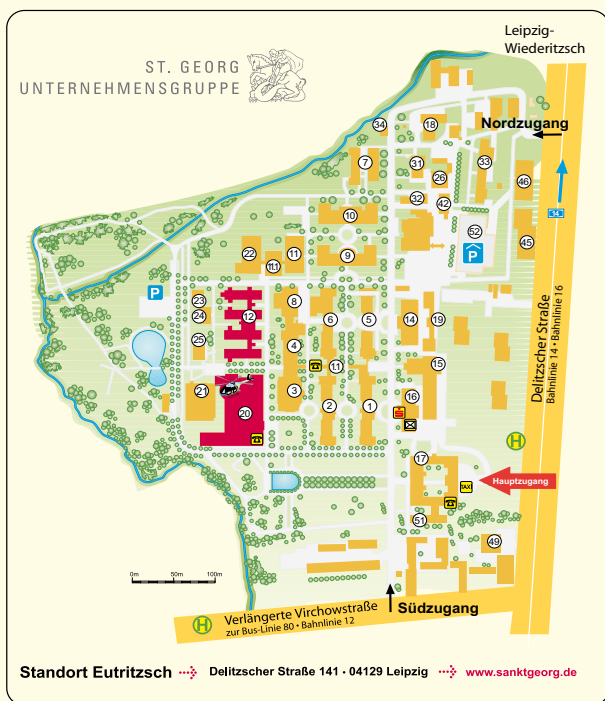 Leipzig-
Wiederitzsch
ST. GEORG
UNTERNEHMENSGRUPPE
Nordzugang
34
18
7
31
33
26
46
32
42
34
10
52
P
45
22
11.1
11
9
P
23
24
12
8
6
5
14
19
25
4
1.1
15
21
20
3
2
1
16
H
17
Hauptzugang
TAXI
51
49
Delitzscher Straße
Bahnlinie 14 · Bahnlinie 16
0m 50m 100m
Südzugang
H
Verlängerte Virchowstraße
zur Bus-Linie 80 · Bahnlinie 12
Standort Eutritzsch Delitzscher Straße 141 · 04129 Leipzig www.sanktgeorg.de